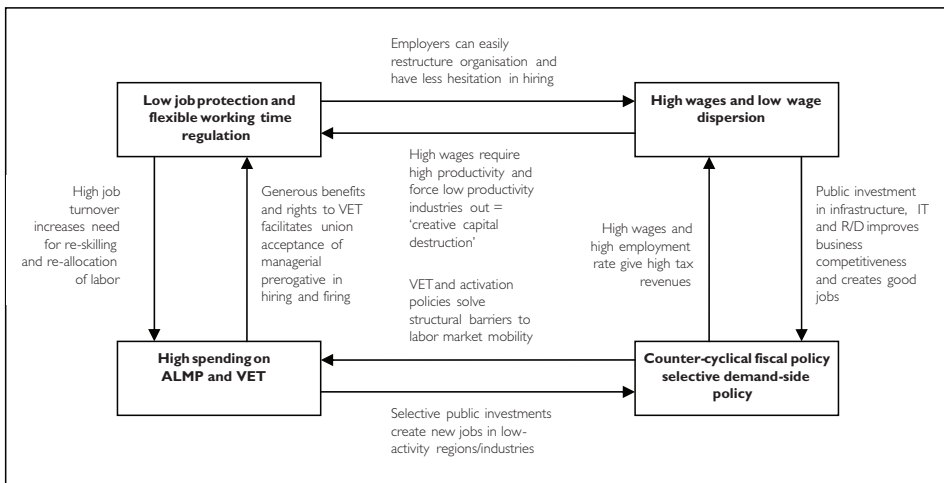 Employers can easily
restructure organisation and
have less hesitation in hiring
Low job protection and
flexible working time
regulation
High wages and low wage
dispersion
High job
turnover
increases need
for re-skilling
and re-allocation
of labor
Generous benefits
and rights to VET
facilitates union
acceptance of
managerial
prerogative in
hiring and firing
High wages require
high productivity and
force low productivity
industries out =
‘creative capital
destruction’
VET and activation
policies solve
structural barriers to
labor market mobility
High wages and
high employment
rate give high tax
revenues
Public investment
in infrastructure, IT
and R/D improves
business
competitiveness
and creates good
jobs
High spending on
ALMP and VET
Counter-cyclical fiscal policy
selective demand-side
policy
Selective public investments
create new jobs in low-
activity regions/industries